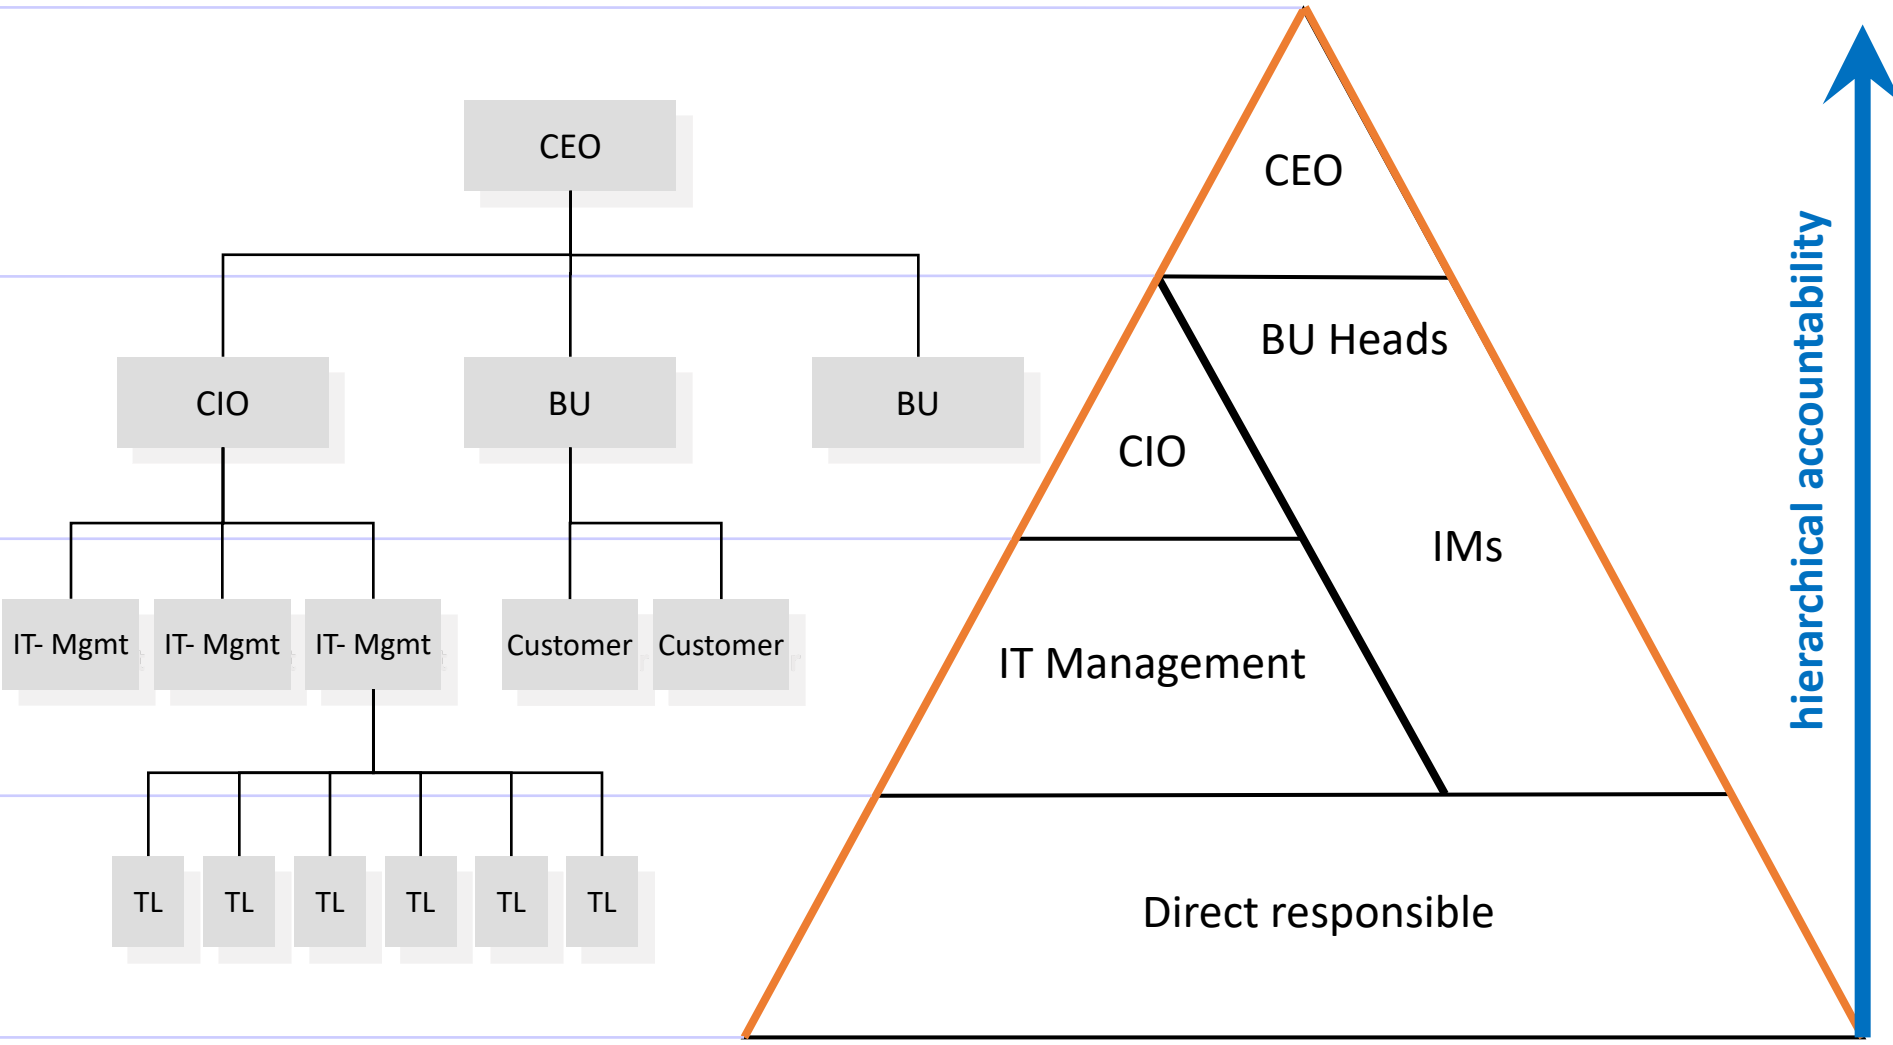 CEO
CIO
BU
BU
IT- Mgmt
IT- Mgmt
IT- Mgmt
Customer
Customer
TL
TL
TL
TL
TL
TL
CEO
BU Heads
CIO
IMs
IT Management
Direct responsible
hierarchical accountability